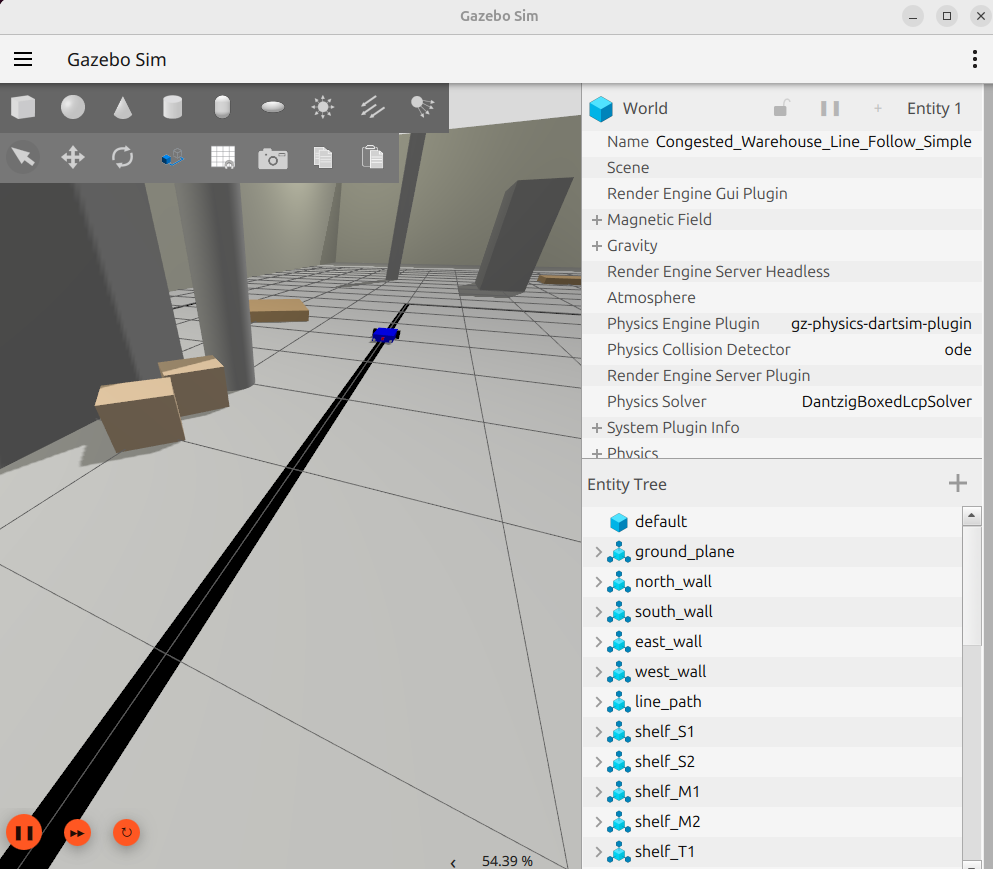 Gazebo Sim
Gazebo Sim
World
Entity 1
Name Congested_Warehouse_Line_Follow_Simple
Scene
Render Engine Gui Plugin
Magnetic Field
Gravity
Render Engine Server Headless
Atmosphere
Physics Engine Plugin gz-physics-dartsim-plugin
Physics Collision Detector ode
Render Engine Server Plugin
Physics Solver DantzigBoxedLcpSolver
System Plugin Info
Physics
Entity Tree
default
ground_plane
north_wall
south_wall
east_wall
west_wall
line_path
shelf_S1
shelf_S2
shelf_M1
shelf_M2
shelf_T1
54.39 %